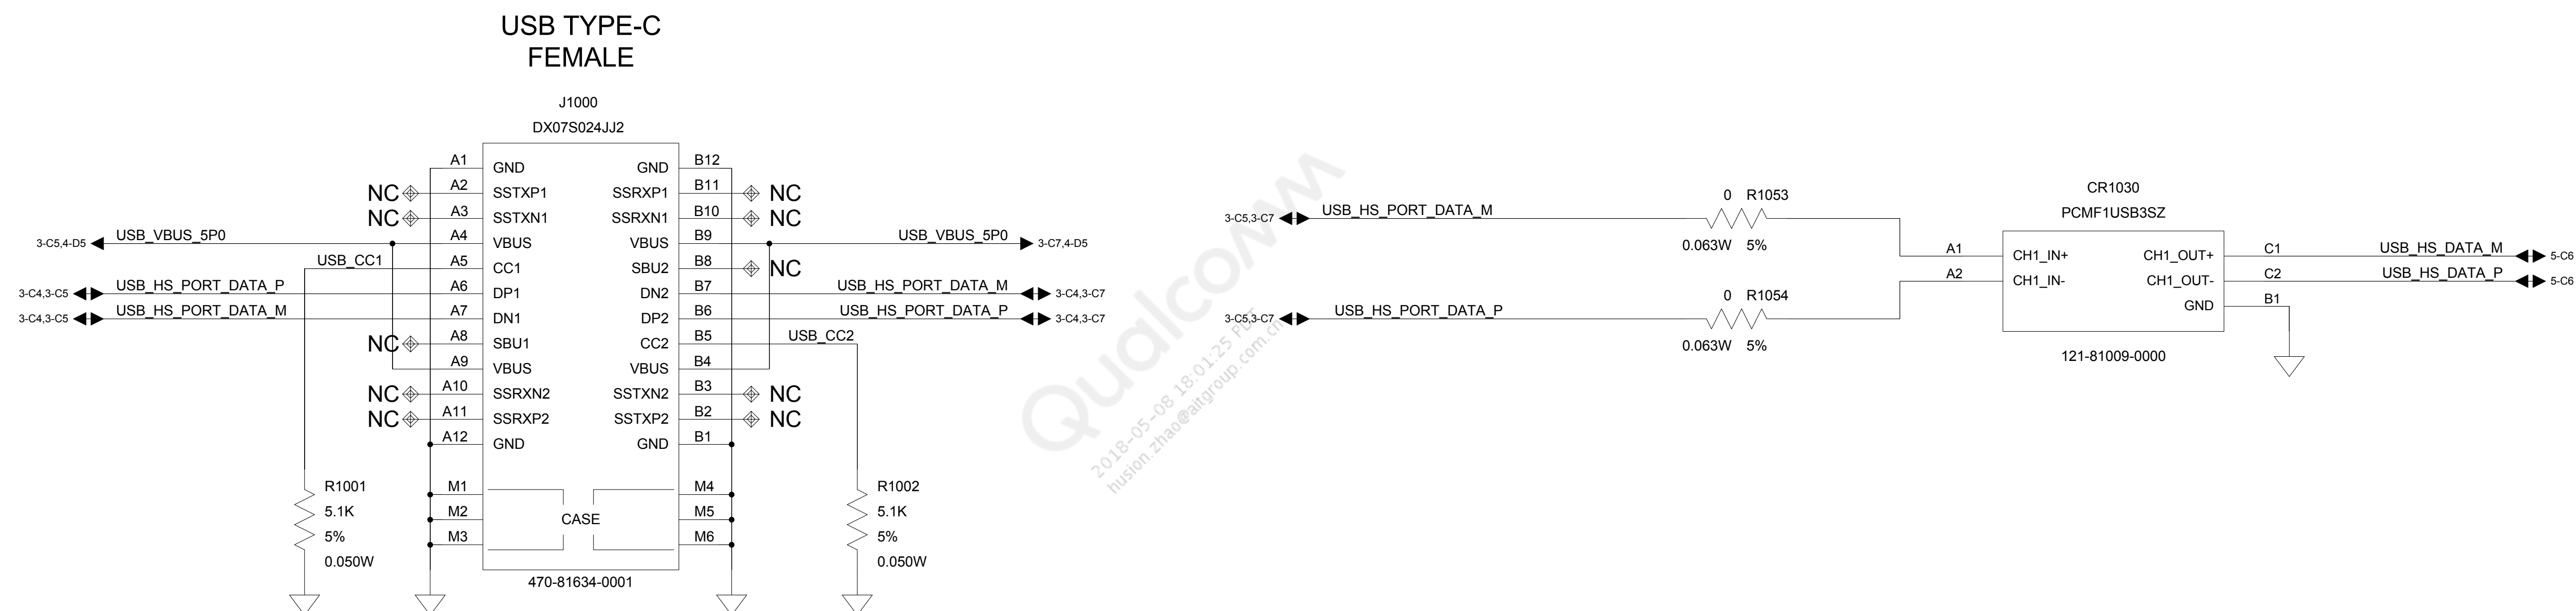 USB TYPE-C
FEMALE
J1000
DX07S024JJ2
A1 GND GND B12
NC A2 SSTXP1 SSRXP1 B11 NC
NC A3 SSTXN1 SSRXN1 B10 NC
3-C5,4-D5 USB_VBUS_5P0 A4 VBUS VBUS B9 USB_VBUS_5P0 3-C7,4-D5
USB_CC1 A5 CC1 SBU2 B8 NC
3-C4,3-C5 USB_HS_PORT_DATA_P A6 DP1 DN2 B7 USB_HS_PORT_DATA_M 3-C4,3-C7
3-C4,3-C5 USB_HS_PORT_DATA_M A7 DN1 DP2 B6 USB_HS_PORT_DATA_P 3-C4,3-C7
NC A8 SBU1 CC2 B5 USB_CC2
A9 VBUS VBUS B4
NC A10 SSRXN2 SSTXN2 B3 NC
NC A11 SSRXP2 SSTXP2 B2 NC
A12 GND GND B1
M1 M4
M2 CASE M5
M3 M6
470-81634-0001
R1001
5.1K
5%
0.050W
R1002
5.1K
5%
0.050W
Qualcomm
2018-05-08 18:01:25 PDT
husion.zhao@aitgroup.com.cn
3-C5,3-C7 USB_HS_PORT_DATA_M
0 R1053
0.063W 5%
3-C5,3-C7 USB_HS_PORT_DATA_P
0 R1054
0.063W 5%
CR1030
PCMF1USB3SZ
A1 CH1_IN+ CH1_OUT+ C1 USB_HS_DATA_M 5-C6
A2 CH1_IN- CH1_OUT- C2 USB_HS_DATA_P 5-C6
GND B1
121-81009-0000